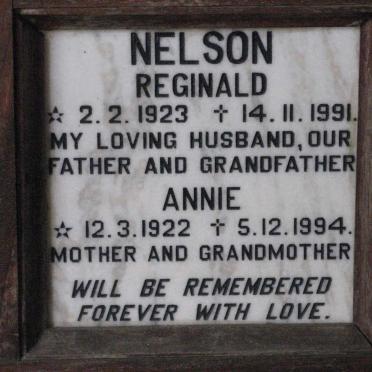 NELSON
REGINALD
☆ 2.2.1923 ✝ 14.11.1991.
MY LOVING HUSBAND, OUR
FATHER AND GRANDFATHER
ANNIE
☆ 12.3.1922 ✝ 5.12.1994.
MOTHER AND GRANDMOTHER
WILL BE REMEMBERED
FOREVER WITH LOVE.